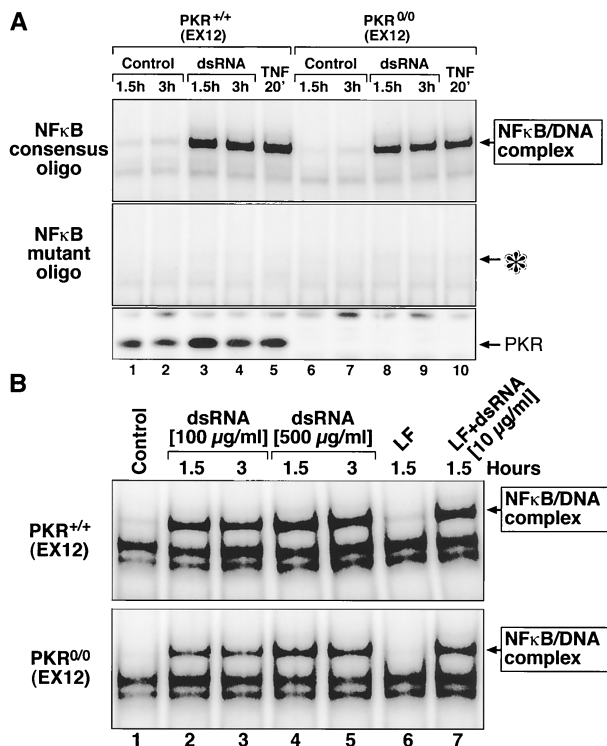 A
PKR+/+
(EX12)
PKR0/0
(EX12)
Control
dsRNA
TNF
Control
dsRNA
TNF
1.5h 3h 1.5h 3h 20' 1.5h 3h 1.5h 3h 20'
NFκB
consensus
oligo
NFκB/DNA
complex
NFκB
mutant
oligo
PKR
1 2 3 4 5 6 7 8 9 10
B
Control
dsRNA
[100 µg/ml]
dsRNA
[500 µg/ml]
LF
LF+dsRNA
[10 µg/ml]
1.5 3 1.5 3 1.5 1.5 Hours
PKR+/+
(EX12)
NFκB/DNA
complex
PKR0/0
(EX12)
NFκB/DNA
complex
1 2 3 4 5 6 7